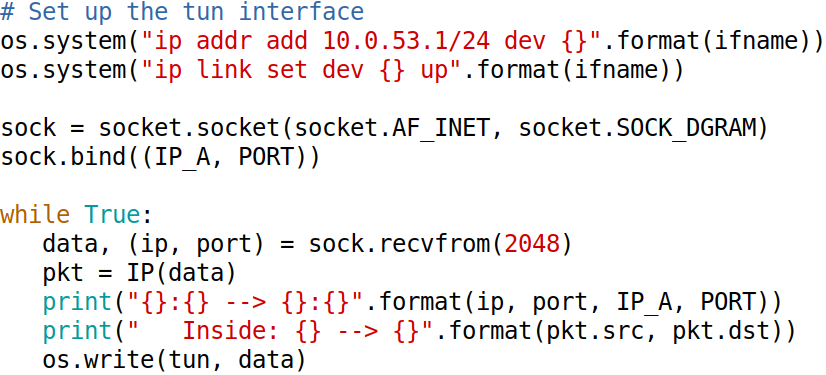 # Set up the tun interface
os.system("ip addr add 10.0.53.1/24 dev {}".format(ifname))
os.system("ip link set dev {} up".format(ifname))

sock = socket.socket(socket.AF_INET, socket.SOCK_DGRAM)
sock.bind((IP_A, PORT))

while True:
   data, (ip, port) = sock.recvfrom(2048)
   pkt = IP(data)
   print("{}:{} --> {}:{}".format(ip, port, IP_A, PORT))
   print("   Inside: {} --> {}".format(pkt.src, pkt.dst))
   os.write(tun, data)